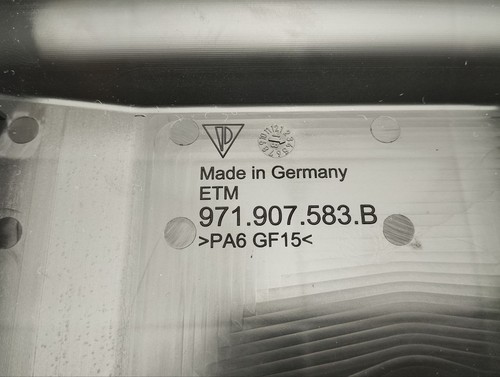 Made in Germany
ETM
971.907.583.B
>PA6 GF15<